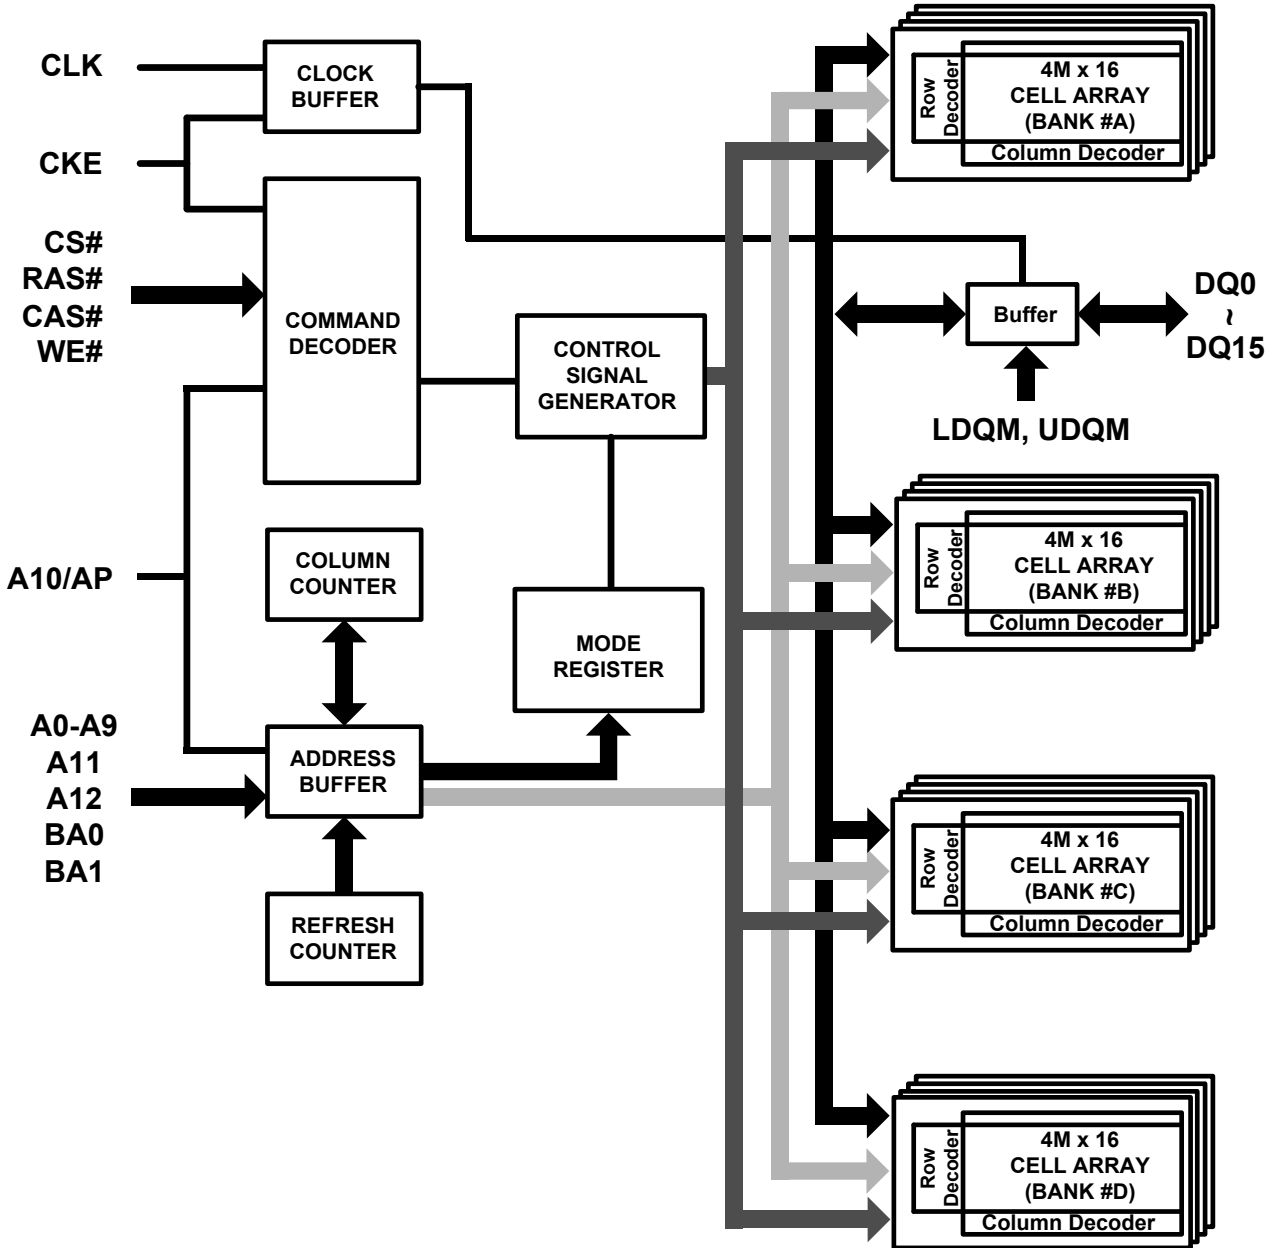 CLK
CKE
CS#
RAS#
CAS#
WE#
A10/AP
A0-A9
A11
A12
BA0
BA1
CLOCK
BUFFER
COMMAND
DECODER
COLUMN
COUNTER
ADDRESS
BUFFER
REFRESH
COUNTER
CONTROL
SIGNAL
GENERATOR
MODE
REGISTER
Row
Decoder
4M x 16
CELL ARRAY
(BANK #A)
Column Decoder
Buffer
DQ0
~
DQ15
LDQM, UDQM
Row
Decoder
4M x 16
CELL ARRAY
(BANK #B)
Column Decoder
Row
Decoder
4M x 16
CELL ARRAY
(BANK #C)
Column Decoder
Row
Decoder
4M x 16
CELL ARRAY
(BANK #D)
Column Decoder